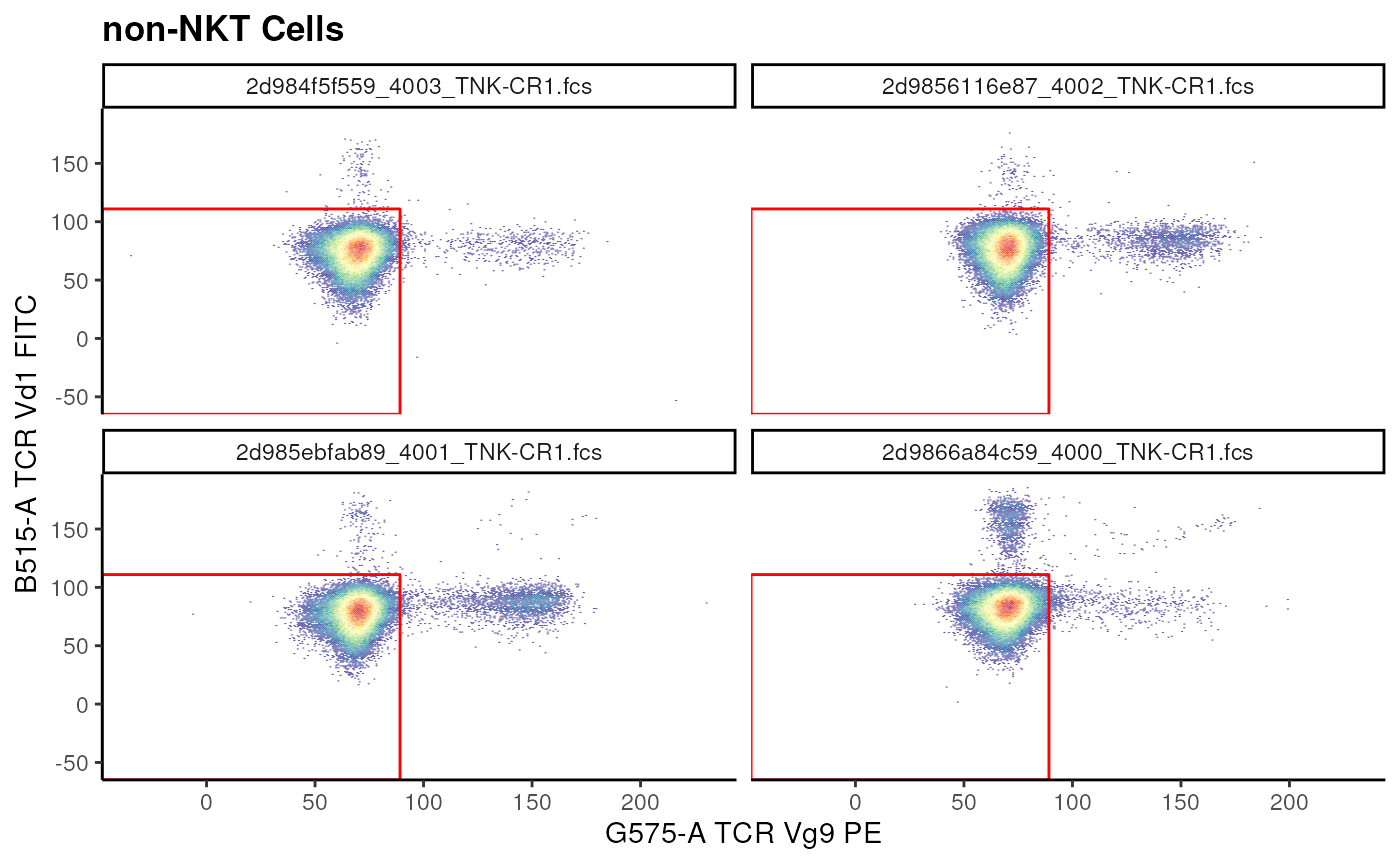 non-NKT Cells
2d984f5f559_4003_TNK-CR1.fcs
2d9856116e87_4002_TNK-CR1.fcs
150
100
50
0
-50
2d985ebfab89_4001_TNK-CR1.fcs
2d9866a84c59_4000_TNK-CR1.fcs
150
100
50
0
-50
B515-A TCR Vd1 FITC
0 50 100 150 200
0 50 100 150 200
G575-A TCR Vg9 PE